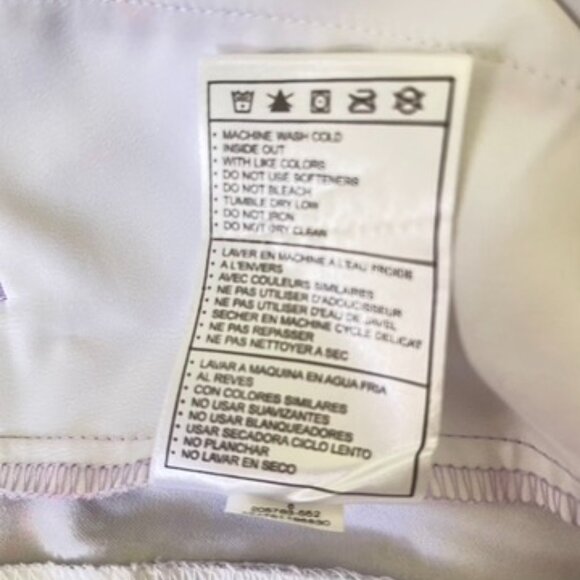 • MACHINE WASH COLD
• INSIDE OUT
• WITH LIKE COLORS
• DO NOT USE SOFTENERS
• DO NOT BLEACH
• TUMBLE DRY LOW
• DO NOT IRON
• DO NOT DRY CLEAN
• LAVER EN MACHINE A L'EAU FROIDE
• A L'ENVERS
• AVEC COULEURS SIMILAIRES
• NE PAS UTILISER D'ADOUCISSEUR
• NE PAS UTILISER D'EAU DE JAVEL
• SECHER EN MACHINE CYCLE DELICAT
• NE PAS REPASSER
• NE PAS NETTOYER A SEC
• LAVAR A MAQUINA EN AGUA FRIA
• AL REVES
• CON COLORES SIMILARES
• NO USAR SUAVIZANTES
• NO USAR BLANQUEADORES
• USAR SECADORA CICLO LENTO
• NO PLANCHAR
• NO LAVAR EN SECO